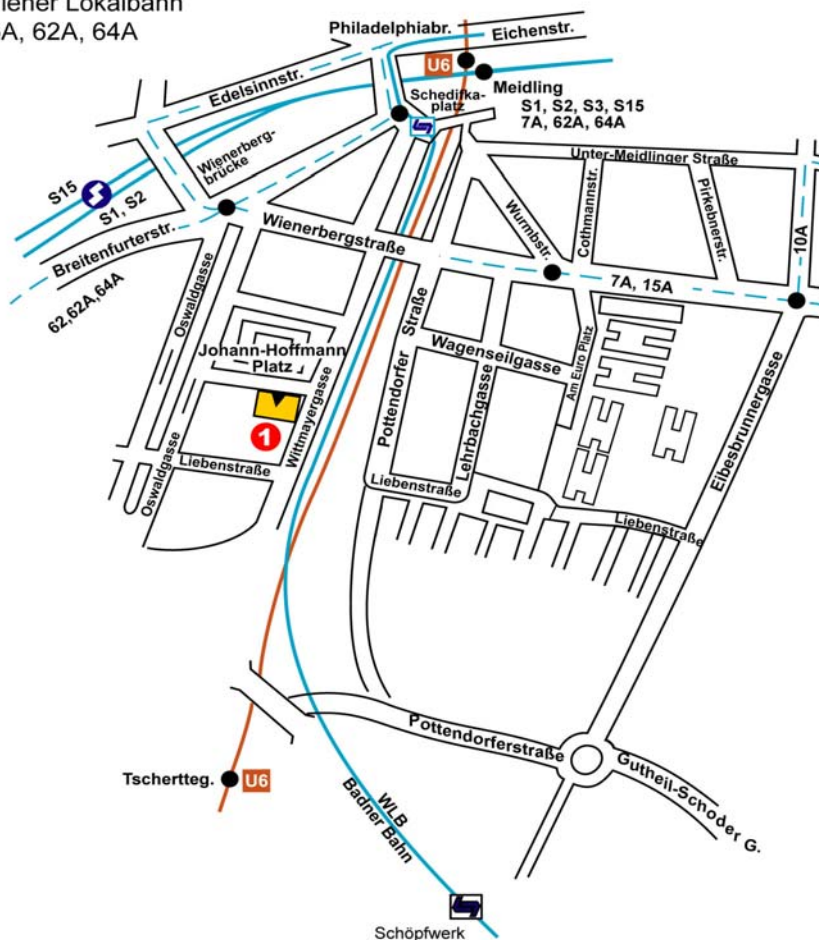 iener Lokalbahn
A, 62A, 64A
Philadelphiabr.
Eichenstr.
U6
Edelsinnstr.
Meidling
Schedifka-
platz
S1, S2, S3, S15
7A, 62A, 64A
Wienerberg-
brücke
Unter-Meidlinger Straße
S15
S1, S2
Cothmannstr.
Pirkebnerstr.
Wurmbstr.
10A
Wienerbergstraße
Breitenfurterstr.
62,62A,64A
7A, 15A
Oswaldgasse
Pottendorfer Straße
Am Euro Platz
Johann-Hoffmann
Platz
Wagenseilgasse
Wittmayergasse
Lehrbachgasse
Eibesbrunnergasse
1
Oswaldgasse
Liebenstraße
Liebenstraße
Liebenstraße
Pottendorferstraße
Gutheil-Schoder G.
Tschertteg.
U6
WLB
Badner Bahn
Schöpfwerk